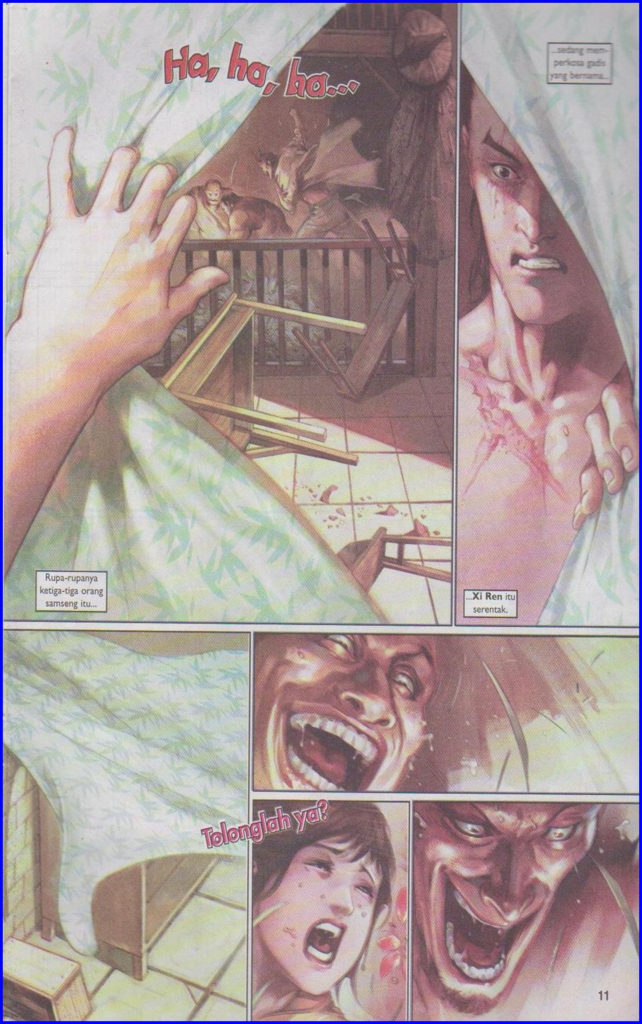 Ha, ha, ha...
...sedang mem-
perkosa gadis
yang bernama...
Rupa-rupanya
ketiga-tiga orang
samseng itu...
...Xi Ren itu
serentak.
Tolonglah ya?
11